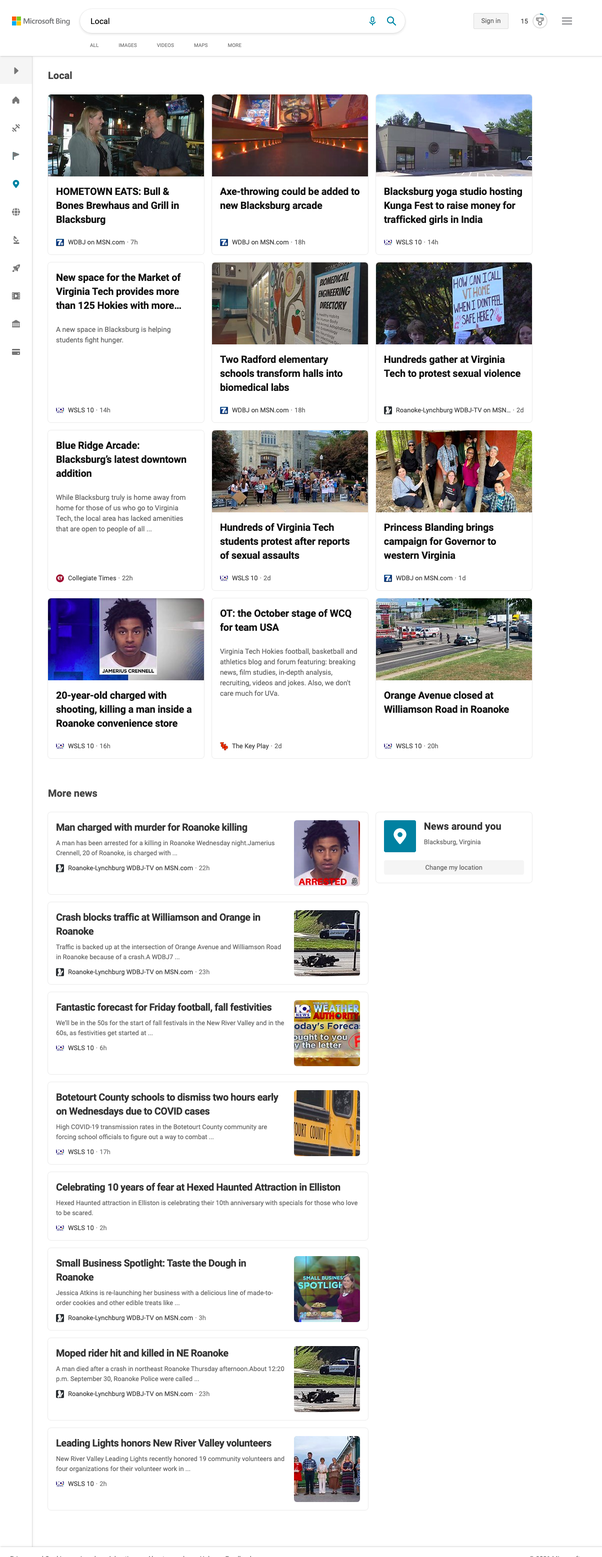 Microsoft Bing
Local
Sign in
15
ALL
IMAGES
VIDEOS
MAPS
MORE
Local
HOMETOWN EATS: Bull &
Bones Brewhaus and Grill in
Blacksburg
WDBJ on MSN.com · 7h
Axe-throwing could be added to
new Blacksburg arcade
WDBJ on MSN.com · 18h
Blacksburg yoga studio hosting
Kunga Fest to raise money for
trafficked girls in India
WSLS 10 · 14h
New space for the Market of
Virginia Tech provides more
than 125 Hokies with more...
A new space in Blacksburg is helping
students fight hunger.
WSLS 10 · 14h
BIOMEDICAL
ENGINEERING
DIRECTORY
Two Radford elementary
schools transform halls into
biomedical labs
WDBJ on MSN.com · 18h
HOW CAN I CALL
VT HOME
WHEN I DON'T FEEL
SAFE HERE?
Hundreds gather at Virginia
Tech to protest sexual violence
Roanoke-Lynchburg WDBJ-TV on MSN... · 2d
Blue Ridge Arcade:
Blacksburg's latest downtown
addition
While Blacksburg truly is home away from
home for those of us who go to Virginia
Tech, the local area has lacked amenities
that are open to people of all ...
Collegiate Times · 22h
Hundreds of Virginia Tech
students protest after reports
of sexual assaults
WSLS 10 · 2d
Princess Blanding brings
campaign for Governor to
western Virginia
WDBJ on MSN.com · 1d
JAMERIUS CRENNELL
20-year-old charged with
shooting, killing a man inside a
Roanoke convenience store
WSLS 10 · 16h
OT: the October stage of WCQ
for team USA
Virginia Tech Hokies football, basketball and
athletics blog and forum featuring: breaking
news, film studies, in-depth analysis,
recruiting, videos and jokes. Also, we don't
care much for UVa.
The Key Play · 2d
Orange Avenue closed at
Williamson Road in Roanoke
WSLS 10 · 20h
More news
Man charged with murder for Roanoke killing
A man has been arrested for a killing in Roanoke Wednesday night.Jamerius
Crennell, 20 of Roanoke, is charged with ...
Roanoke-Lynchburg WDBJ-TV on MSN.com · 22h
ARRESTED
News around you
Blacksburg, Virginia
Change my location
Crash blocks traffic at Williamson and Orange in
Roanoke
Traffic is backed up at the intersection of Orange Avenue and Williamson Road
in Roanoke because of a crash.A WDBJ7 ...
Roanoke-Lynchburg WDBJ-TV on MSN.com · 23h
Fantastic forecast for Friday football, fall festivities
We'll be in the 50s for the start of fall festivals in the New River Valley and in the
60s, as festivities get started at ...
WSLS 10 · 6h
10
WEATHER
AUTHORITY
oday's Foreca
ought to you
y the letter
Botetourt County schools to dismiss two hours early
on Wednesdays due to COVID cases
High COVID-19 transmission rates in the Botetourt County community are
forcing school officials to figure out a way to combat ...
WSLS 10 · 17h
OURT COUNTY
Celebrating 10 years of fear at Hexed Haunted Attraction in Elliston
Hexed Haunted attraction in Elliston is celebrating their 10th anniversary with specials for those who love
to be scared.
WSLS 10 · 2h
Small Business Spotlight: Taste the Dough in
Roanoke
Jessica Atkins is re-launching her business with a delicious line of made-to-
order cookies and other edible treats like ...
Roanoke-Lynchburg WDBJ-TV on MSN.com · 3h
SMALL BUSINESS
SPOTLIGH
Moped rider hit and killed in NE Roanoke
A man died after a crash in northeast Roanoke Thursday afternoon.About 12:20
p.m. September 30, Roanoke Police were called ...
Roanoke-Lynchburg WDBJ-TV on MSN.com · 23h
Leading Lights honors New River Valley volunteers
New River Valley Leading Lights recently honored 19 community volunteers and
four organizations for their volunteer work in ...
WSLS 10 · 2h